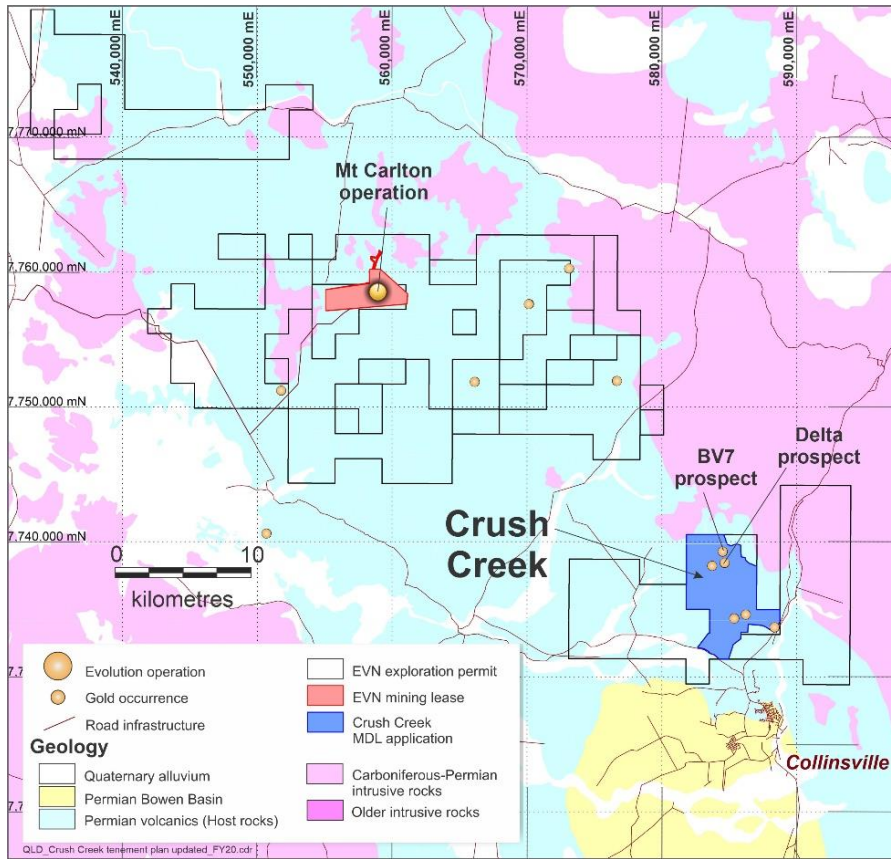 540,000 mE
550,000 mE
560,000 mE
570,000 mE
580,000 mE
590,000 mE
7,770,000 mN
Mt Carlton
operation
7,760,000 mN
7,750,000 mN
Delta
prospect
BV7
prospect
7,740,000 mN
Crush
Creek
0 10
kilometres
7,7
Evolution operation
Gold occurrence
Road infrastructure
EVN exploration permit
EVN mining lease
Crush Creek
MDL application
Geology
Quaternary alluvium
Permian Bowen Basin
Permian volcanics (Host rocks)
Carboniferous-Permian
intrusive rocks
Older intrusive rocks
7,7
Collinsville
QLD_Crush Creek tenement plan updated_FY20.cdr